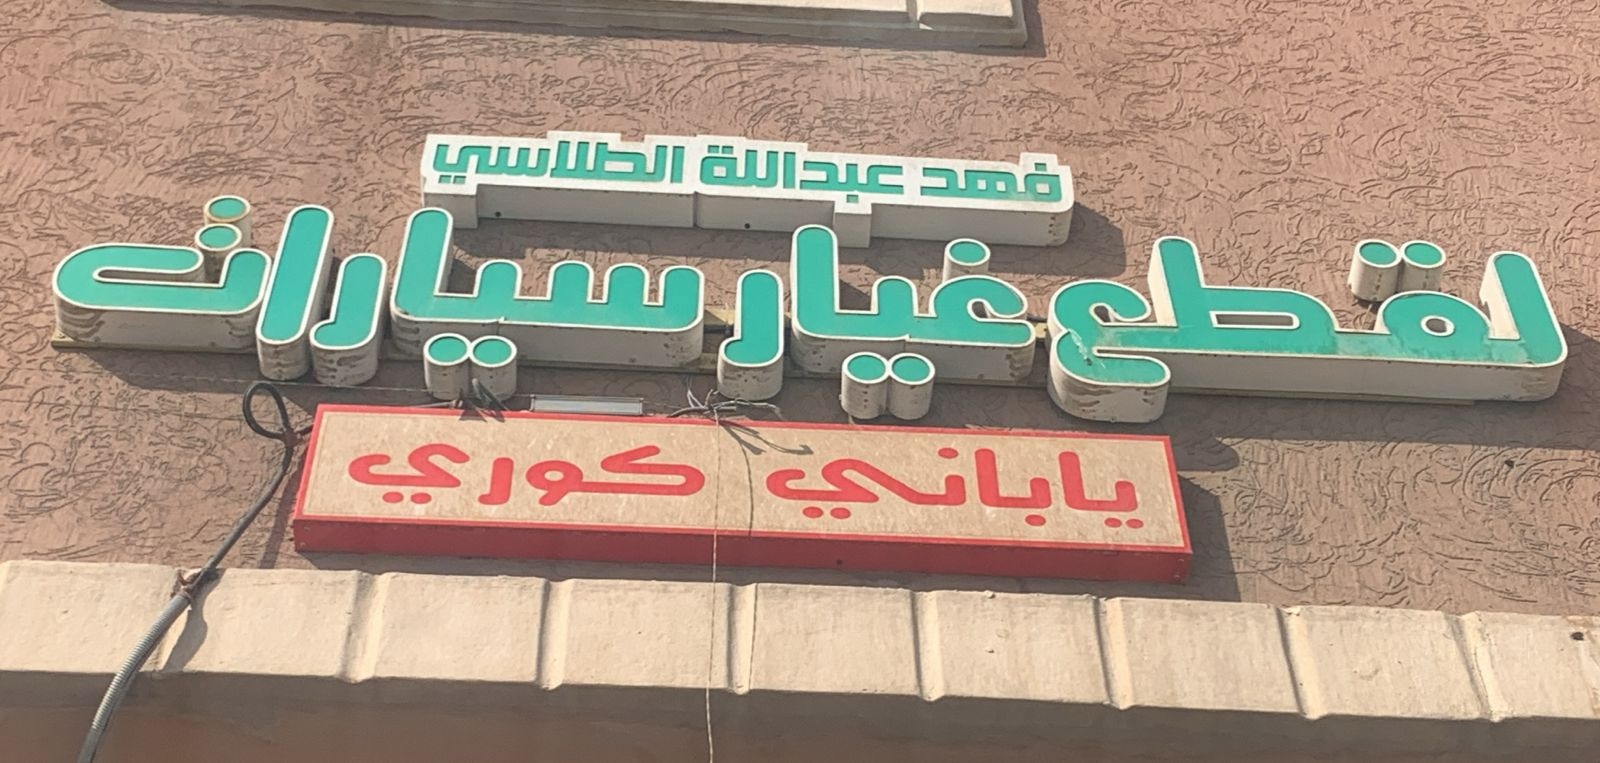 فهد عبدالله الطلاسي
لقطع غيار سيارات
ياباني كوري